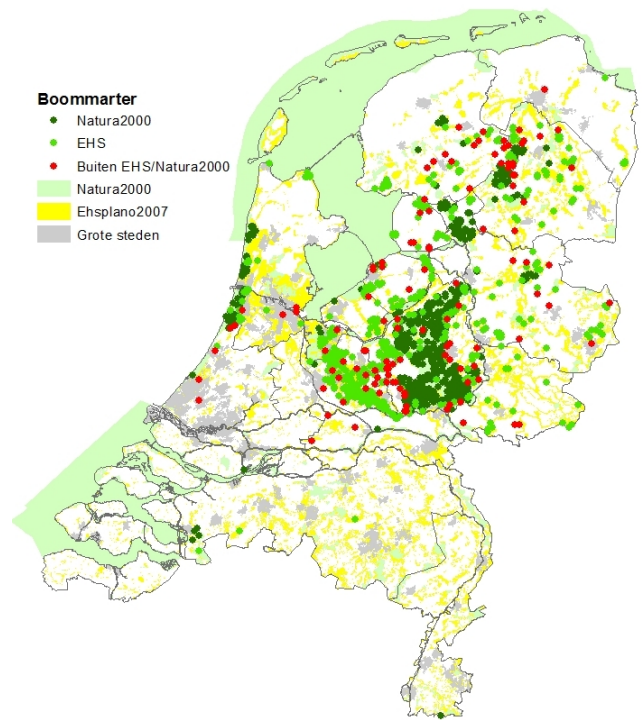 Boommarter
Natura2000
EHS
Buiten EHS/Natura2000
Natura2000
Ehsplano2007
Grote steden